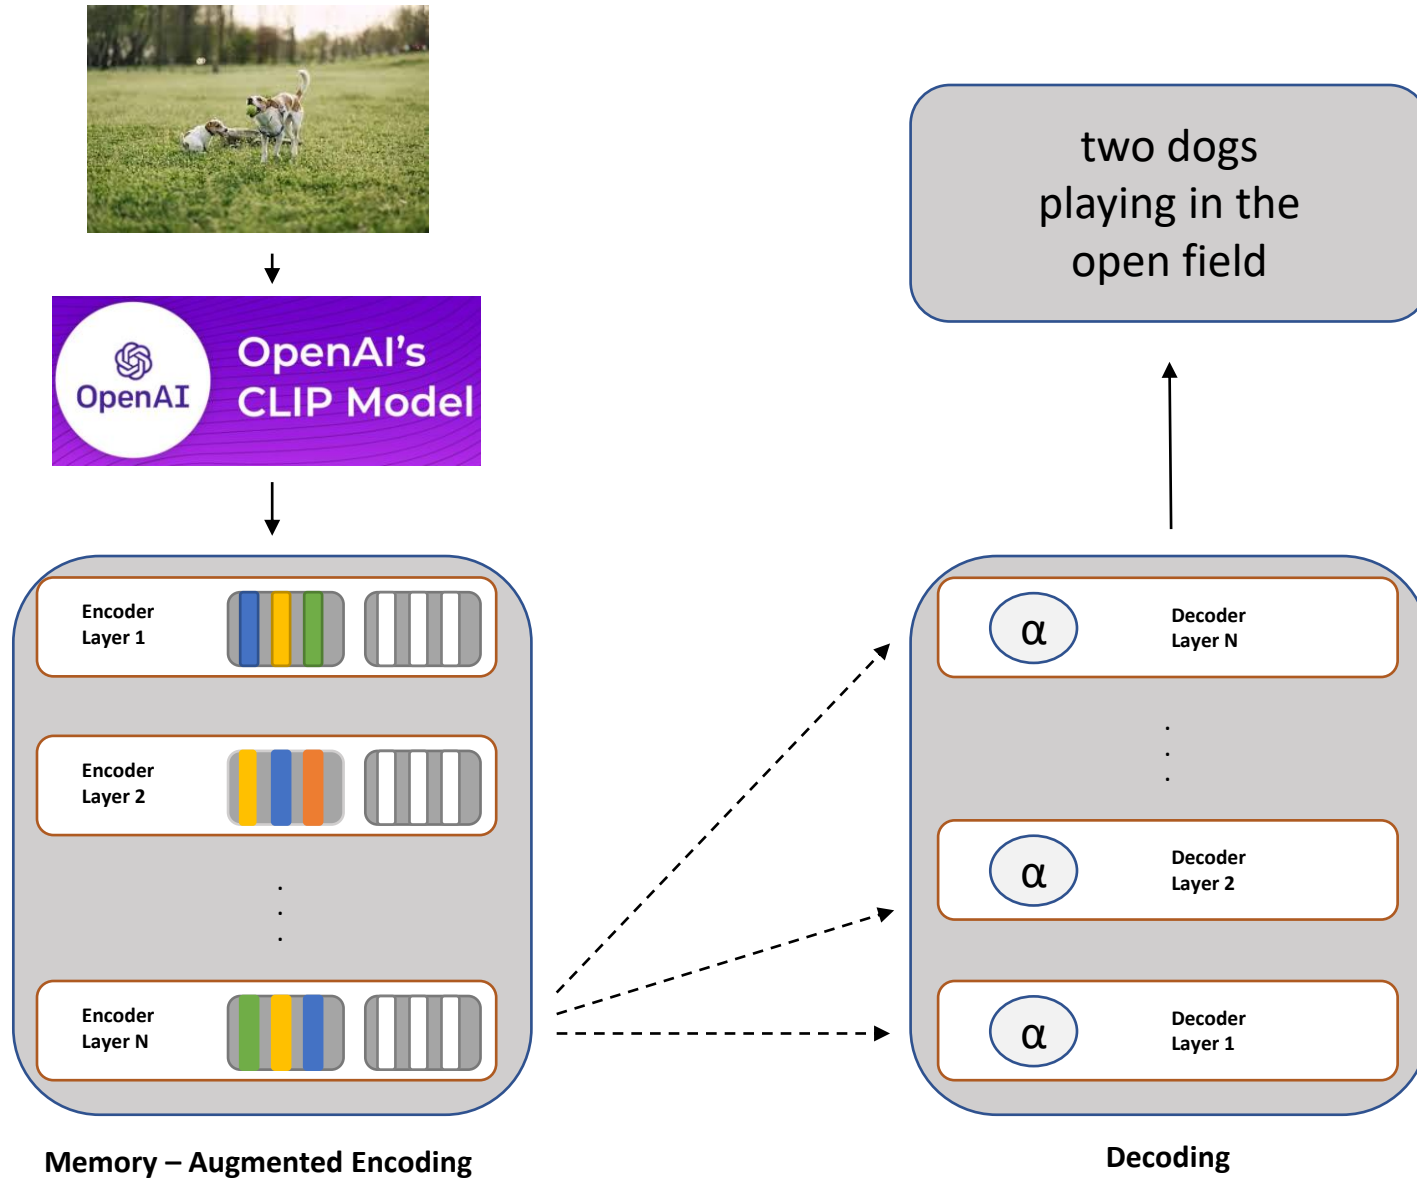 OpenAI
OpenAI's
CLIP Model
Encoder
Layer 1
Encoder
Layer 2
.
.
.
Encoder
Layer N
Memory – Augmented Encoding
two dogs
playing in the
open field
α
Decoder
Layer N
.
.
.
α
Decoder
Layer 2
α
Decoder
Layer 1
Decoding